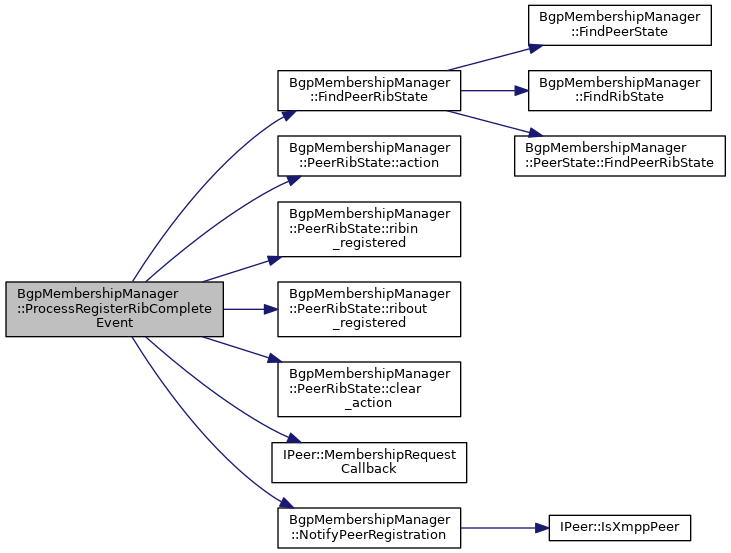 BgpMembershipManager
::ProcessRegisterRibComplete
Event
BgpMembershipManager
::FindPeerRibState
BgpMembershipManager
::FindPeerState
BgpMembershipManager
::FindRibState
BgpMembershipManager
::PeerState::FindPeerRibState
BgpMembershipManager
::PeerRibState::action
BgpMembershipManager
::PeerRibState::ribin
_registered
BgpMembershipManager
::PeerRibState::ribout
_registered
BgpMembershipManager
::PeerRibState::clear
_action
IPeer::MembershipRequest
Callback
BgpMembershipManager
::NotifyPeerRegistration
IPeer::IsXmppPeer